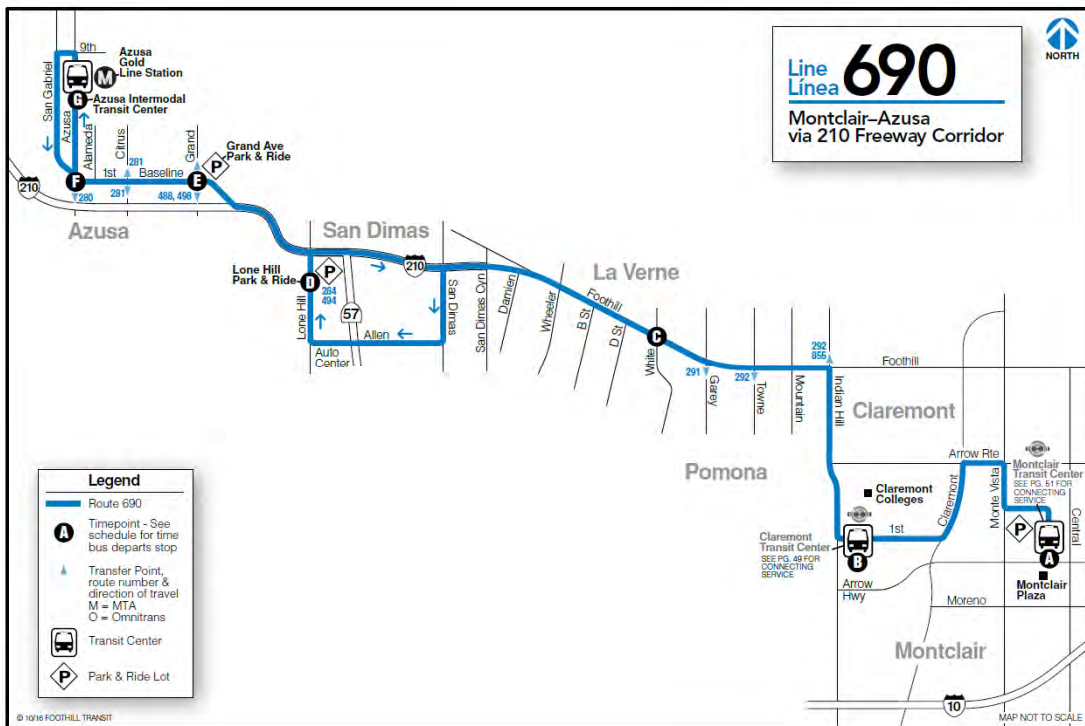 Line
Línea
690
Montclair–Azusa
via 210 Freeway Corridor
NORTH
9th
Azusa
Gold
Line Station
M
San Gabriel
G
Azusa Intermodal
Transit Center
Azusa
Alameda
Citrus
Grand
Grand Ave
Park & Ride
P
281
1st
Baseline
F
E
210
280
281
488, 498
Azusa
San Dimas
210
Lone Hill
Park & Ride
D
P
284
494
57
Lone Hill
Allen
Auto
Center
San Dimas
San Dimas Cyn
Damien
Wheeler
La Verne
Foothill
B St
D St
C
White
291
Garey
292
Towne
Mountain
292
855
Foothill
Indian Hill
Claremont
Pomona
Arrow Rte
Montclair
Transit Center
SEE PG. 51 FOR
CONNECTING
SERVICE
Claremont
Colleges
Claremont
Monte Vista
Central
Claremont
Transit Center
SEE PG. 49 FOR
CONNECTING
SERVICE
1st
B
P
A
Arrow
Hwy
Montclair
Plaza
Moreno
Montclair
10
Legend
Route 690
A
Timepoint - See
schedule for time
bus departs stop
Transfer Point,
route number &
direction of travel
M = MTA
O = Omnitrans
Transit Center
P
Park & Ride Lot
© 10/16 FOOTHILL TRANSIT
MAP NOT TO SCALE